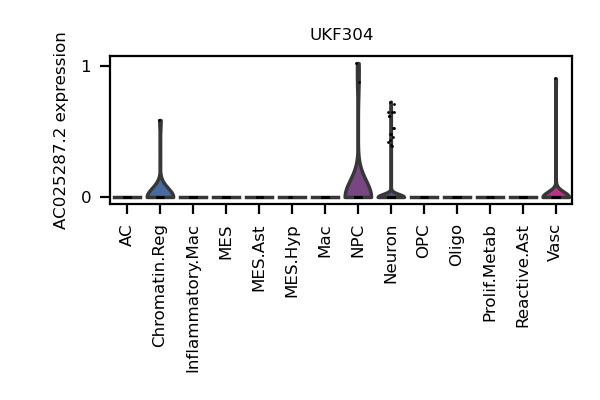 UKF304
AC025287.2 expression
1
0
AC
Chromatin.Reg
Inflammatory.Mac
MES
MES.Ast
MES.Hyp
Mac
NPC
Neuron
OPC
Oligo
Prolif.Metab
Reactive.Ast
Vasc